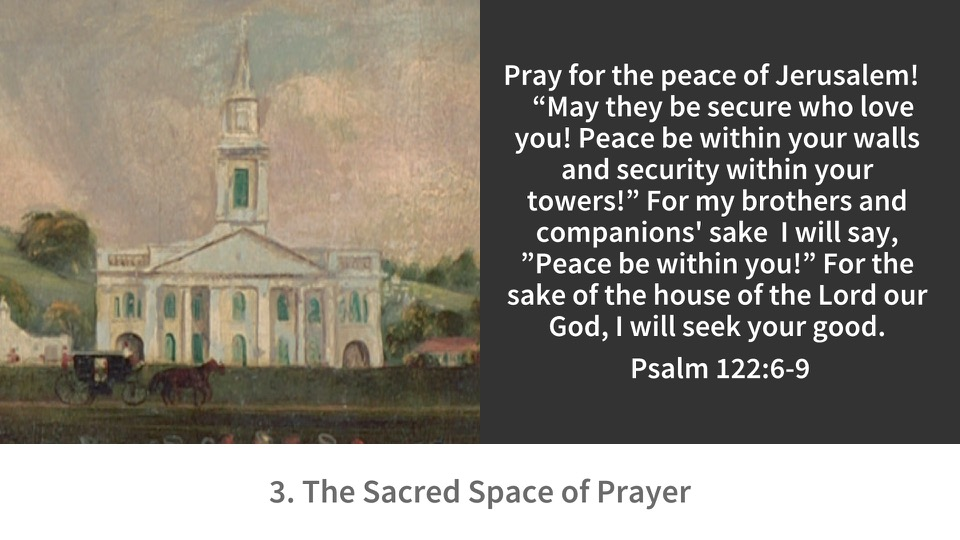 Pray for the peace of Jerusalem!
“May they be secure who love
you! Peace be within your walls
and security within your
towers!” For my brothers and
companions' sake  I will say,
”Peace be within you!” For the
sake of the house of the Lord our
God, I will seek your good.
Psalm 122:6-9
3. The Sacred Space of Prayer